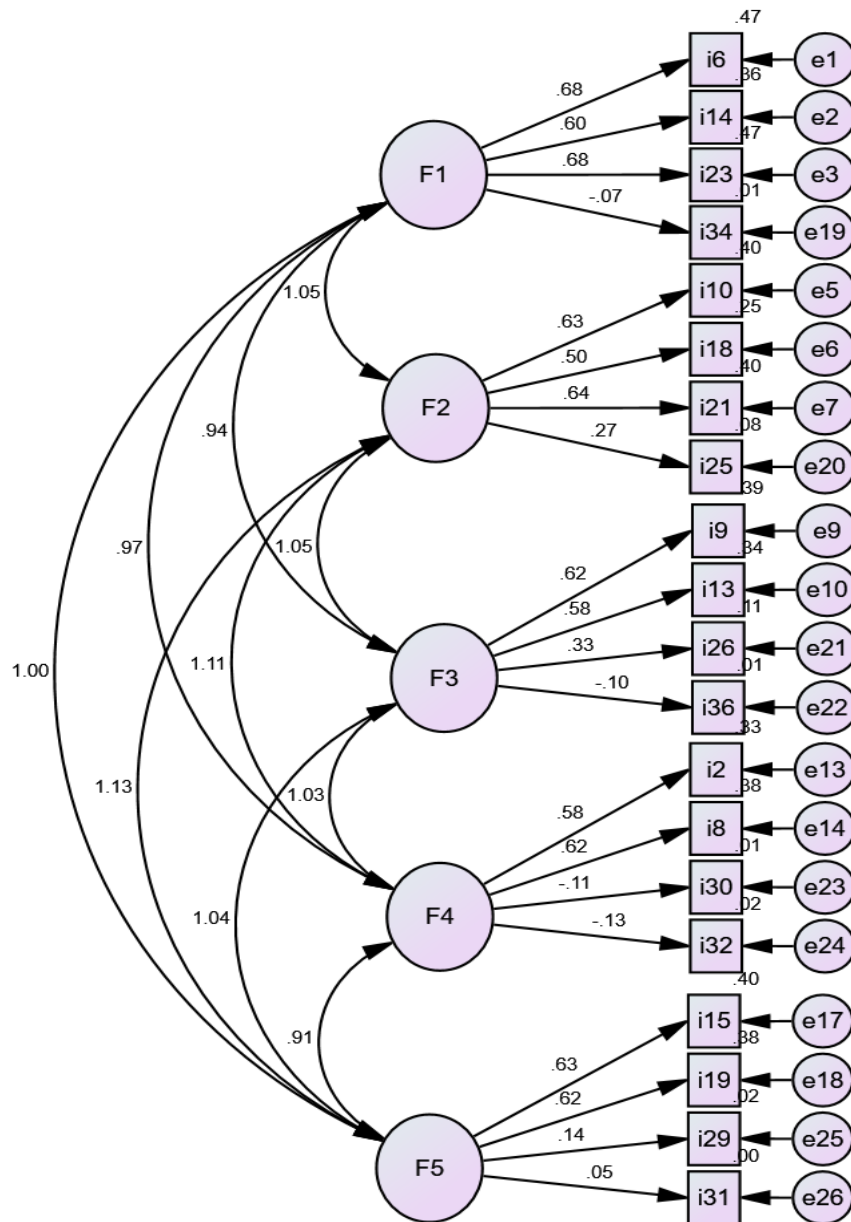 .47
i6
e1
.68
.36
i14
e2
.60
.47
F1
.68
i23
e3
.01
-.07
i34
e19
.40
1.05
i10
e5
.25
.63
i18
e6
.50
.40
F2
.64
i21
e7
.08
.94
.27
i25
e20
.39
.97
1.05
i9
e9
.34
.62
i13
e10
.58
.11
.33
i26
e21
.01
1.00
1.11
F3
-.10
i36
e22
.33
1.13
1.03
i2
e13
.38
.58
i8
e14
.62
.01
-.11
i30
e23
.02
1.04
F4
-.13
i32
e24
.40
.91
i15
e17
.38
.63
i19
e18
.62
.02
.14
i29
e25
.00
F5
.05
i31
e26